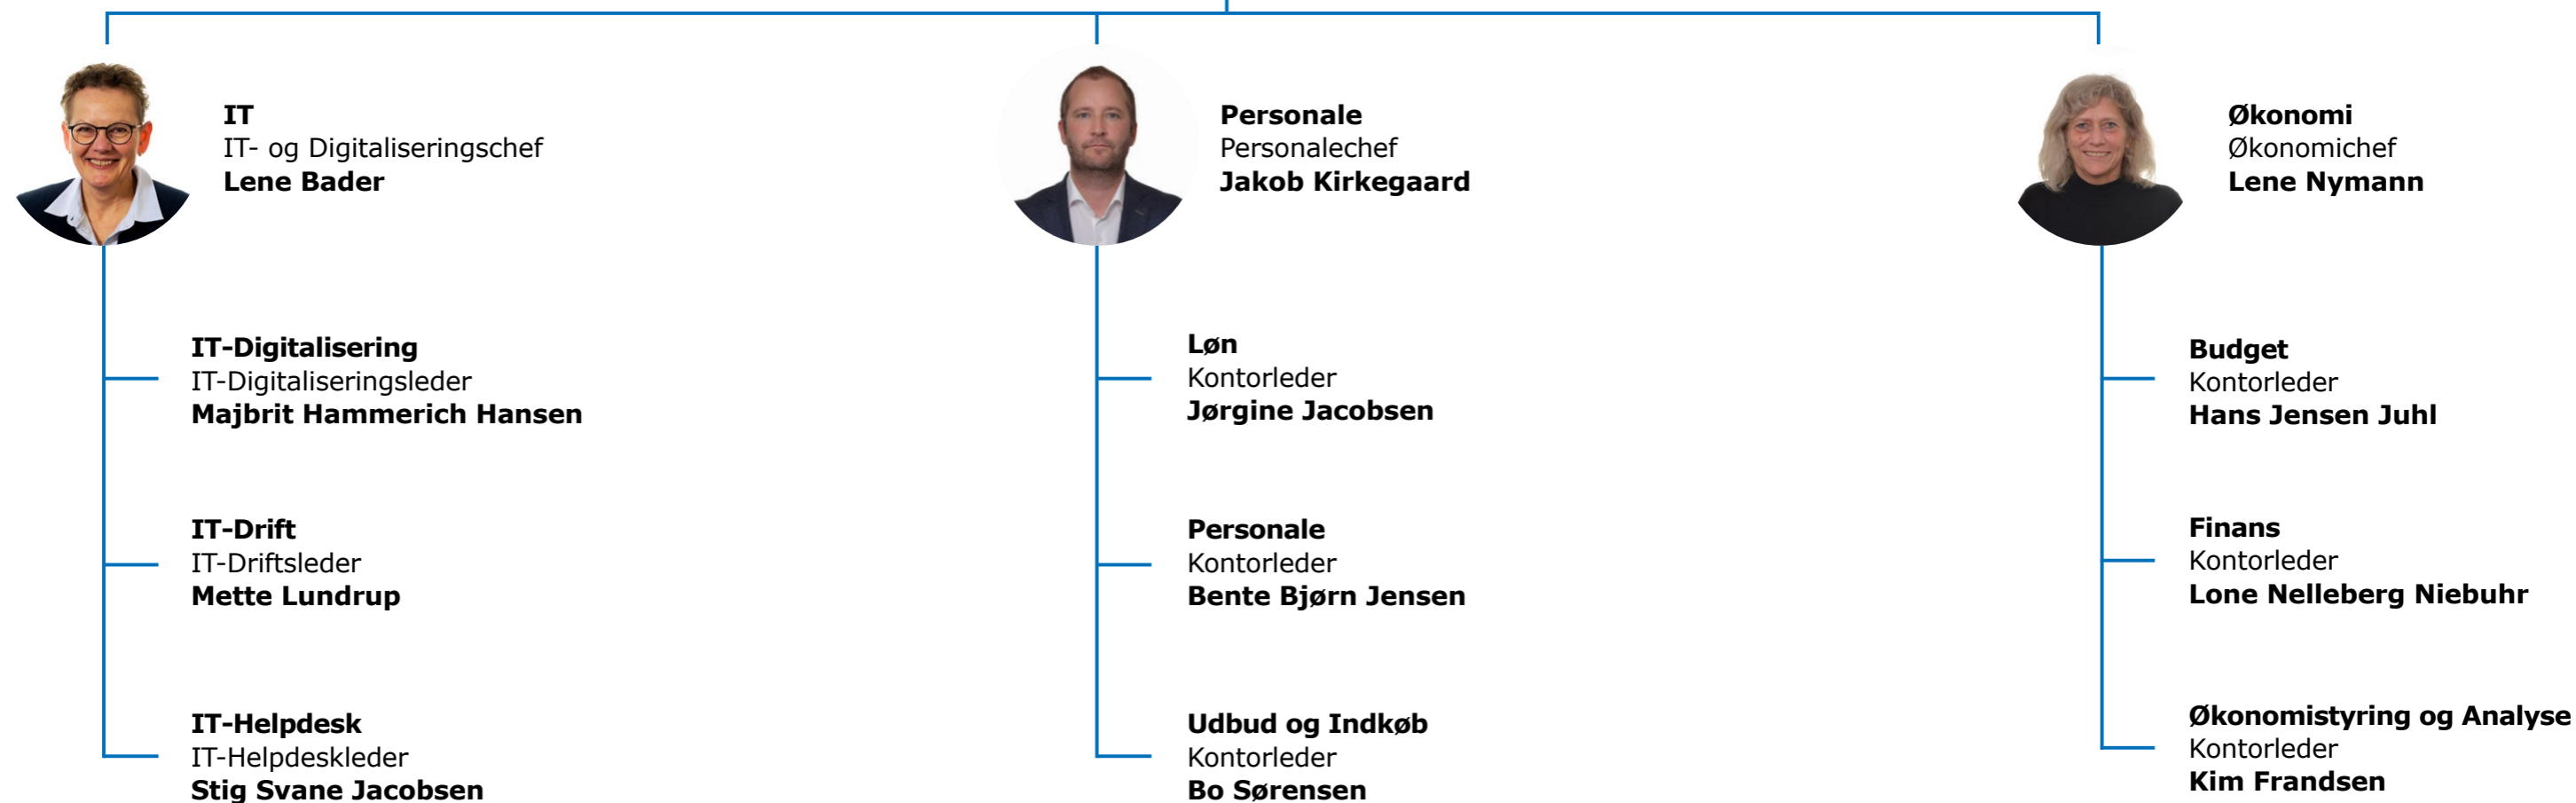 IT
IT- og Digitaliseringschef
Lene Bader
Personale
Personalechef
Jakob Kirkegaard
Økonomi
Økonomichef
Lene Nymann
IT-Digitalisering
IT-Digitaliseringsleder
Majbrit Hammerich Hansen
Løn
Kontorleder
Jørgine Jacobsen
Budget
Kontorleder
Hans Jensen Juhl
IT-Drift
IT-Driftsleder
Mette Lundrup
Personale
Kontorleder
Bente Bjørn Jensen
Finans
Kontorleder
Lone Nelleberg Niebuhr
IT-Helpdesk
IT-Helpdeskleder
Stig Svane Jacobsen
Udbud og Indkøb
Kontorleder
Bo Sørensen
Økonomistyring og Analyse
Kontorleder
Kim Frandsen